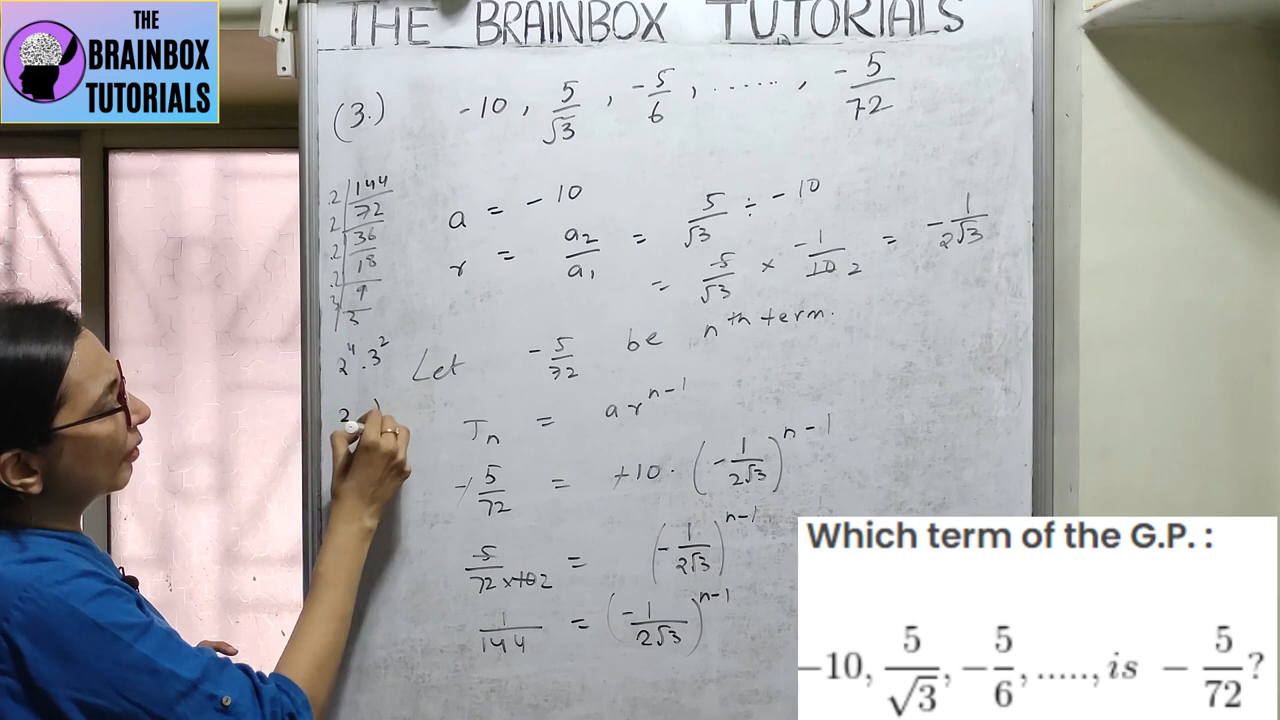 THE BRAINBOX TUTORIALS
THE
BRAINBOX
TUTORIALS
(3.) -10, 5/√3, -5/6, ......, -5/72
2 | 144
2 | 72
2 | 36
2 | 18
3 | 9
3
2⁴.3²
2
a = -10
r = a₂/a₁ = 5/√3 ÷ -10
= 5/√3 × -1/10 2 = -1/2√3
Let -5/72 be nth term.
Tn = arⁿ⁻¹
-5/72 = -10 · (-1/2√3)ⁿ⁻¹
5/72×10 2 = (-1/2√3)ⁿ⁻¹
1/144 = (-1/2√3)ⁿ⁻¹
Which term of the G.P. :
-10, 5/√3, -5/6, ....., is -5/72?